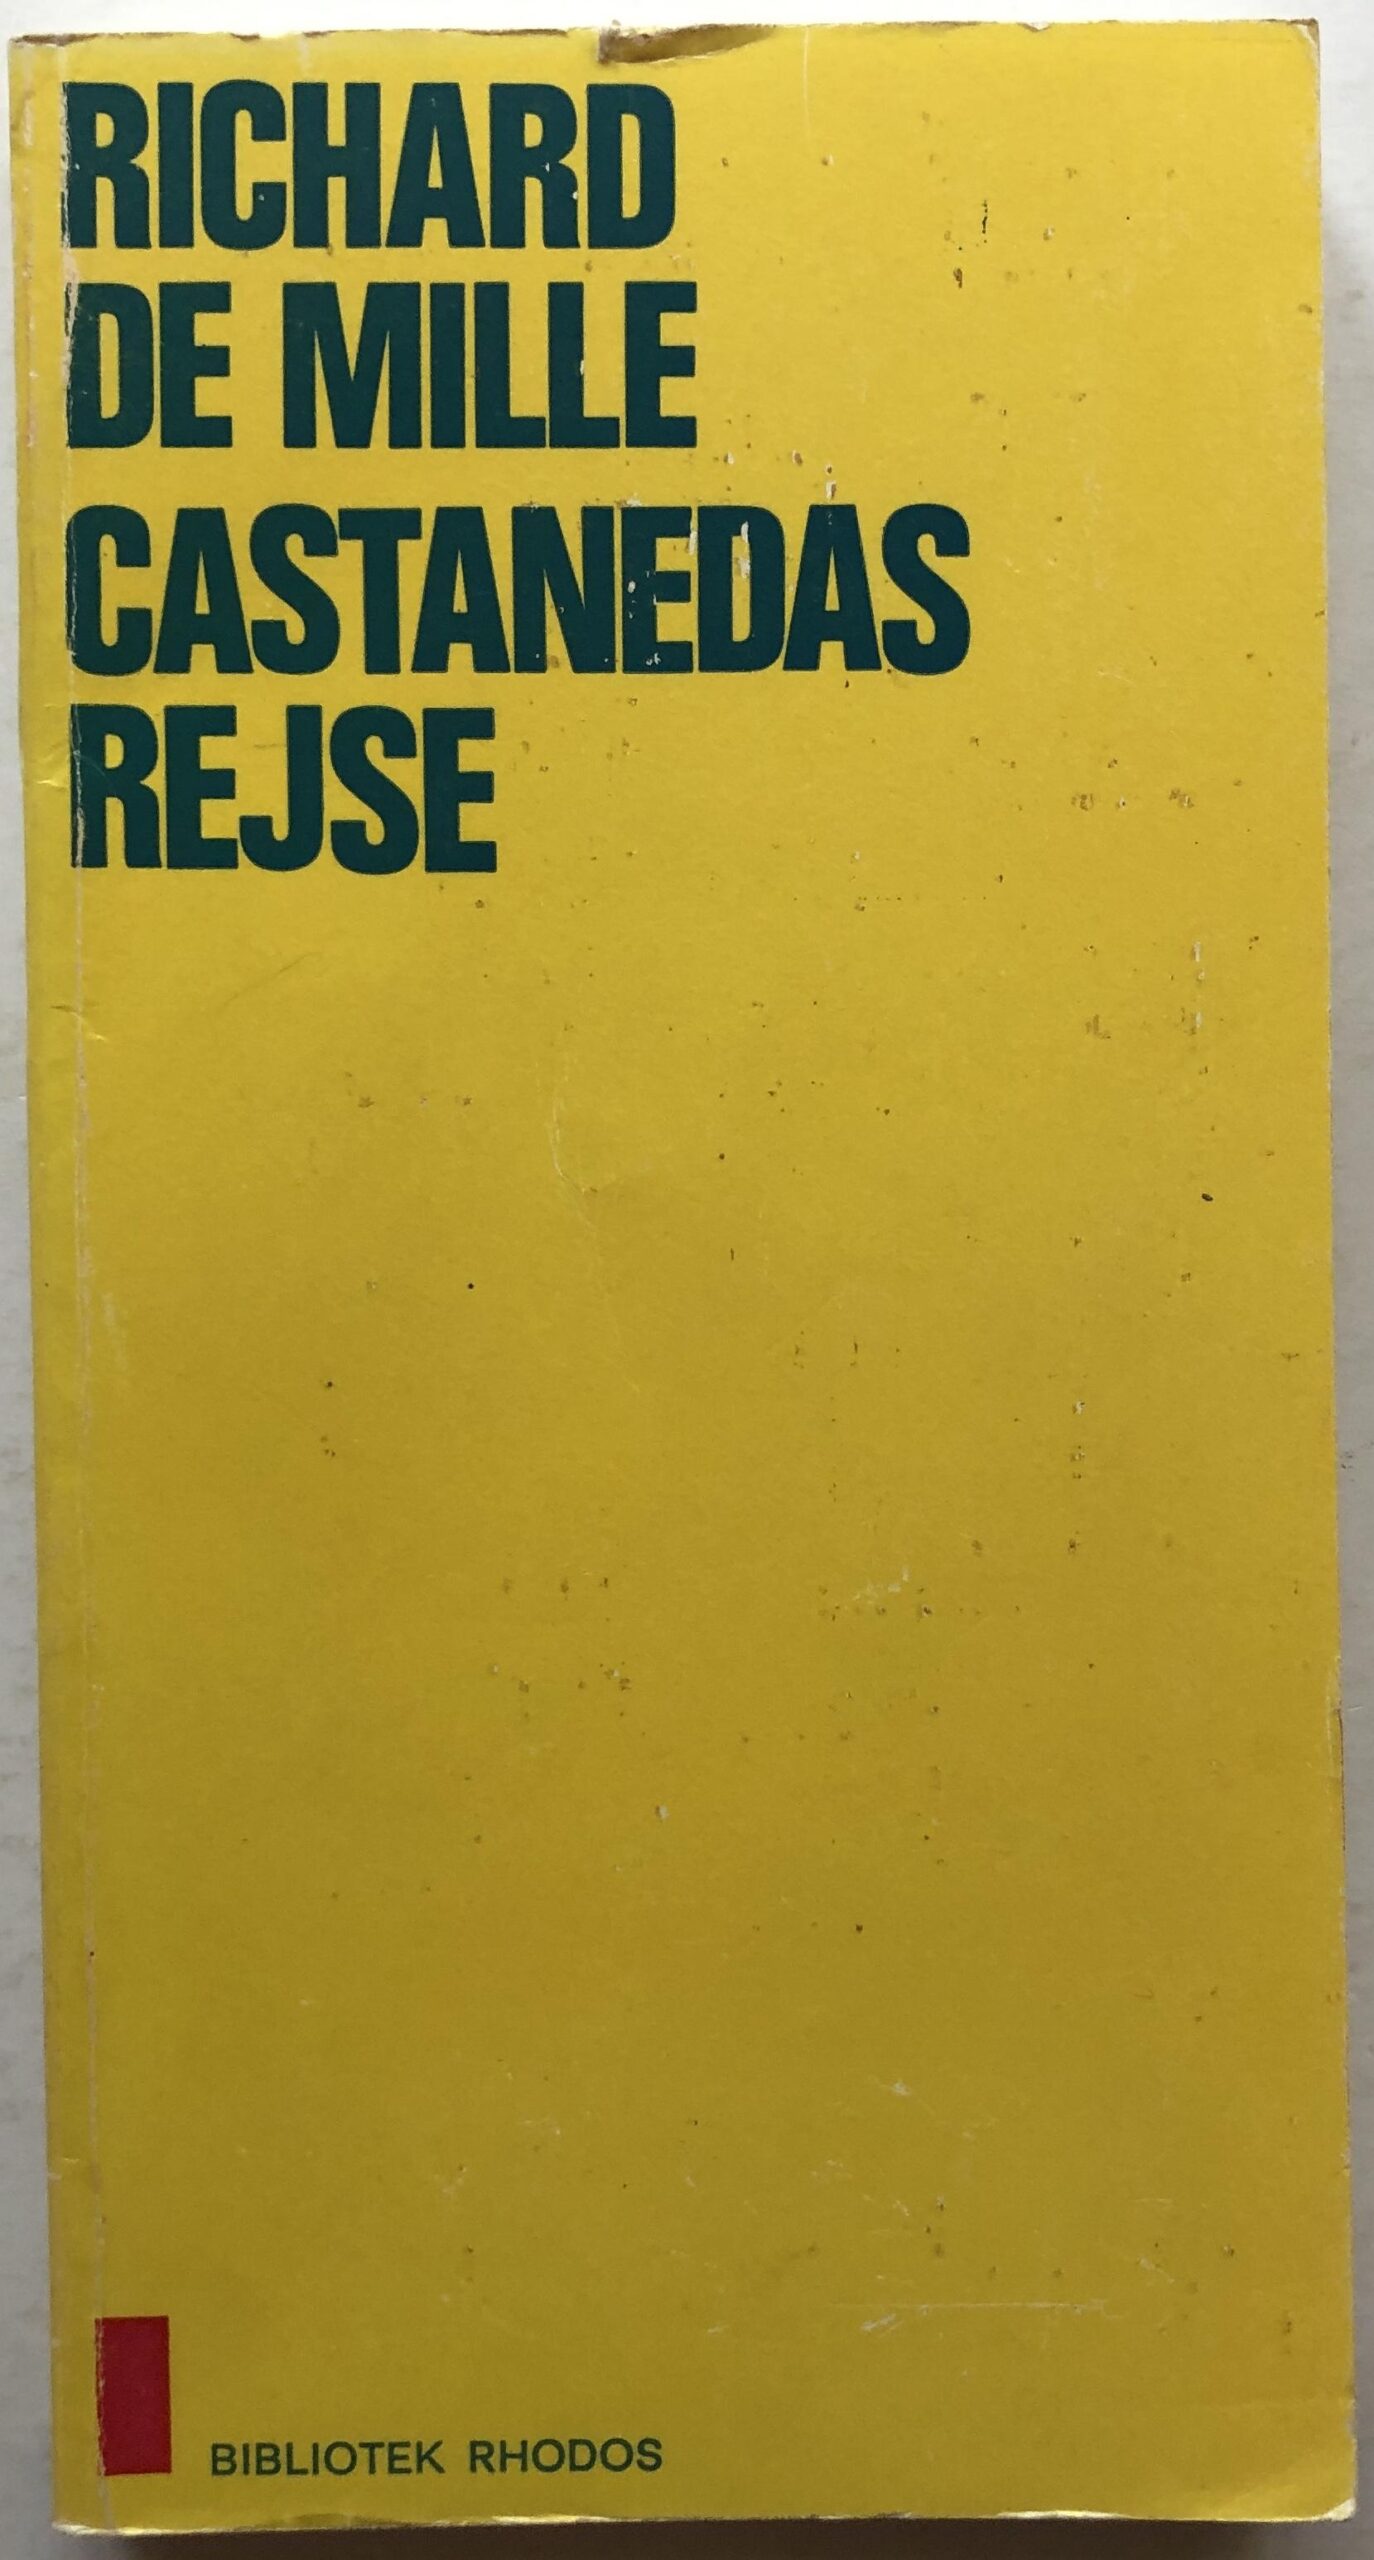 RICHARD
DE MILLE
CASTANEDAS
REJSE
BIBLIOTEK RHODOS